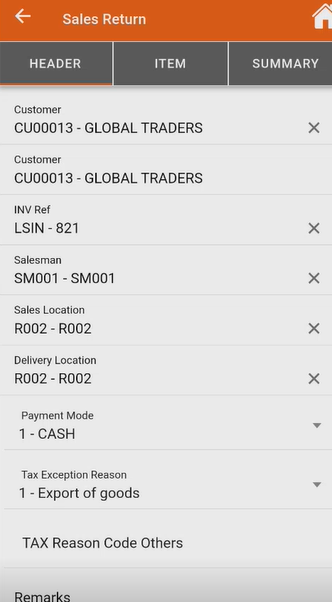 Sales Return
HEADER
ITEM
SUMMARY
Customer
CU00013 - GLOBAL TRADERS
Customer
CU00013 - GLOBAL TRADERS
INV Ref
LSIN - 821
Salesman
SM001 - SM001
Sales Location
R002 - R002
Delivery Location
R002 - R002
Payment Mode
1 - CASH
Tax Exception Reason
1 - Export of goods
TAX Reason Code Others
Remarks